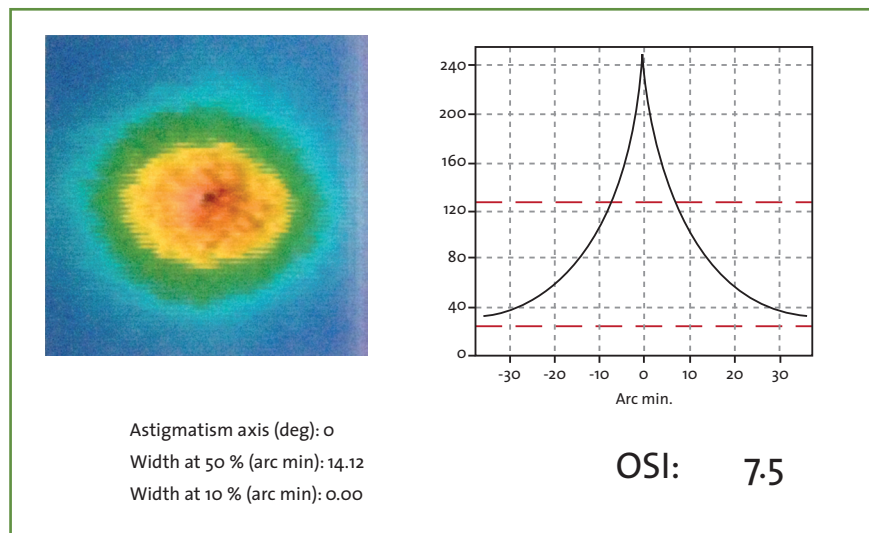 240
200
160
120
80
40
0
-30 -20 -10 0 10 20 30
Arc min.
Astigmatism axis (deg): 0
Width at 50 % (arc min): 14.12
Width at 10 % (arc min): 0.00
OSI: 7.5